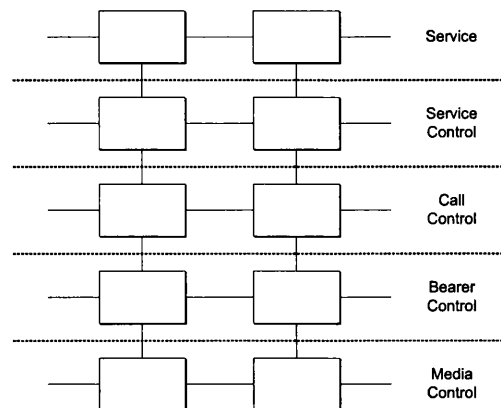 Service
Service
Control
Call
Control
Bearer
Control
Media
Control